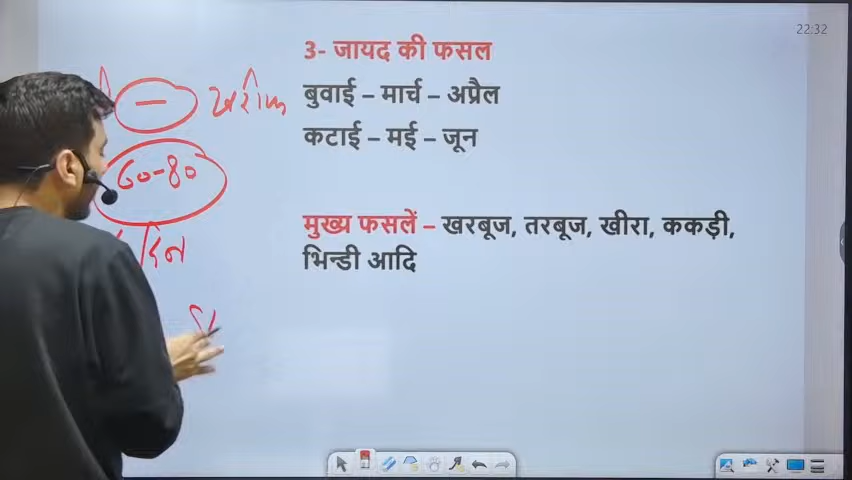 22:32
3- जायद की फसल
बुवाई – मार्च – अप्रैल
कटाई – मई – जून
मुख्य फसलें – खरबूज, तरबूज, खीरा, ककड़ी,
भिन्डी आदि
60-80
दिन